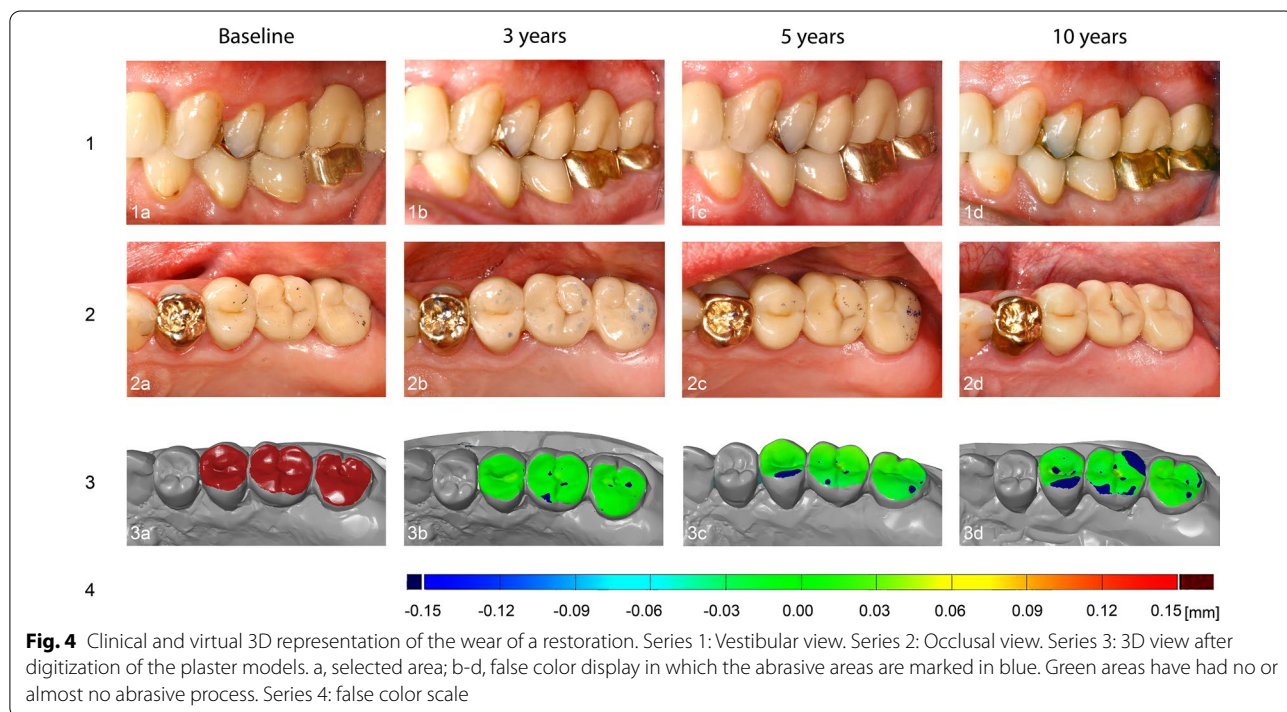 Baseline 3 years 5 years 10 years
1
1a 1b 1c 1d
2
2a 2b 2c 2d
3
3a 3b 3c 3d
4
-0.15 -0.12 -0.09 -0.06 -0.03 0.00 0.03 0.06 0.09 0.12 0.15 [mm]
Fig. 4 Clinical and virtual 3D representation of the wear of a restoration. Series 1: Vestibular view. Series 2: Occlusal view. Series 3: 3D view after
digitization of the plaster models. a, selected area; b-d, false color display in which the abrasive areas are marked in blue. Green areas have had no or
almost no abrasive process. Series 4: false color scale